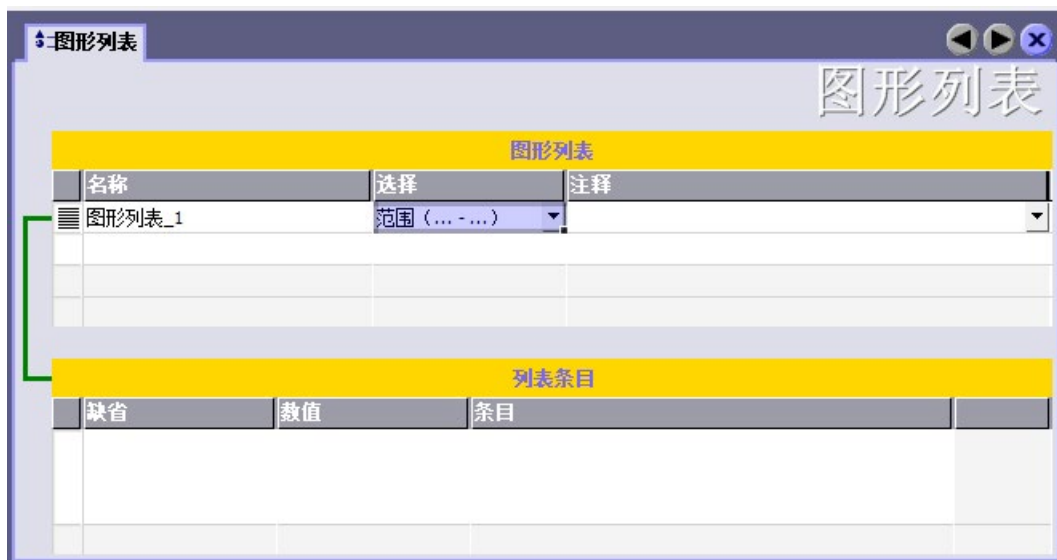 图形列表
图形列表
图形列表
名称 选择 注释
图形列表_1 范围 (... - ...)
列表条目
缺省 数值 条目